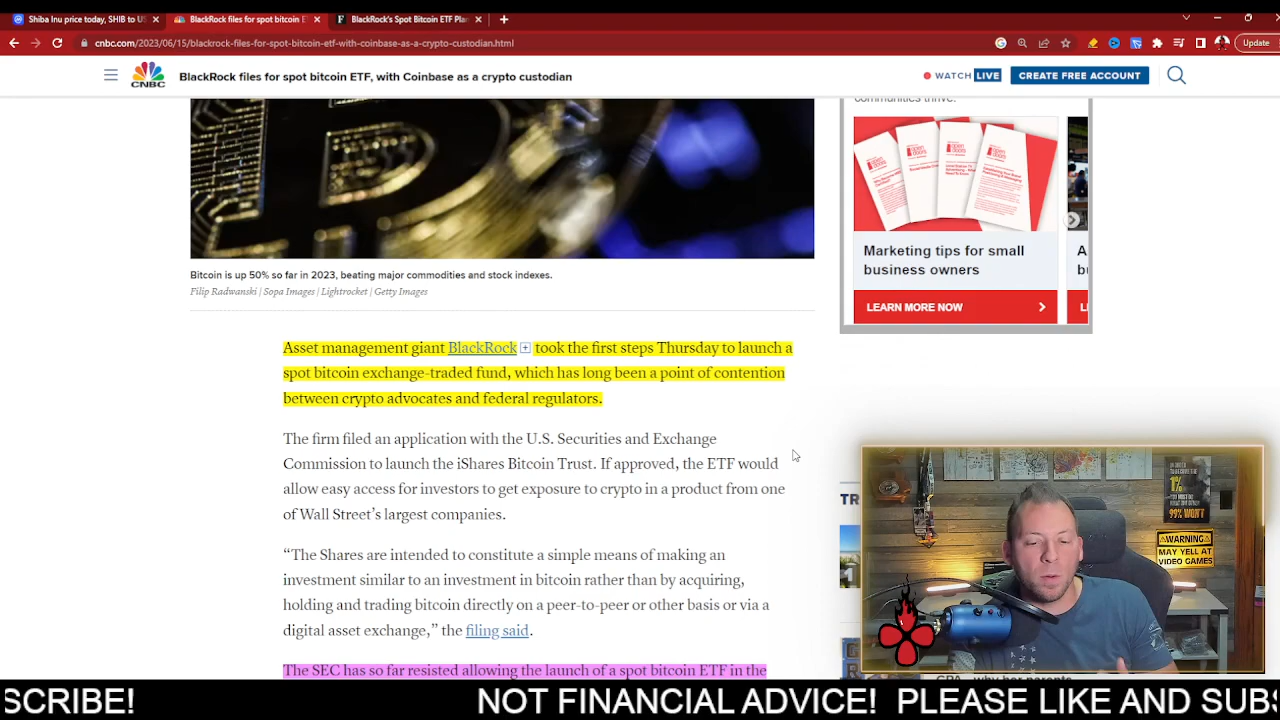 Shiba Inu price today, SHIB to US
BlackRock files for spot bitcoin E
BlackRock's Spot Bitcoin ETF Plan
cnbc.com/2023/06/15/blackrock-files-for-spot-bitcoin-etf-with-coinbase-as-a-crypto-custodian.html
Update
CNBC
BlackRock files for spot bitcoin ETF, with Coinbase as a crypto custodian
WATCH LIVE
CREATE FREE ACCOUNT
communities thrive.
Marketing tips for small
business owners
LEARN MORE NOW
Bitcoin is up 50% so far in 2023, beating major commodities and stock indexes.
Filip Radwanski | Sopa Images | Lightrocket | Getty Images
Asset management giant BlackRock + took the first steps Thursday to launch a
spot bitcoin exchange-traded fund, which has long been a point of contention
between crypto advocates and federal regulators.
The firm filed an application with the U.S. Securities and Exchange
Commission to launch the iShares Bitcoin Trust. If approved, the ETF would
allow easy access for investors to get exposure to crypto in a product from one
of Wall Street's largest companies.
“The Shares are intended to constitute a simple means of making an
investment similar to an investment in bitcoin rather than by acquiring,
holding and trading bitcoin directly on a peer-to-peer or other basis or via a
digital asset exchange,” the filing said.
The SEC has so far resisted allowing the launch of a spot bitcoin ETF in the
TR
1%
99% WON'T
WARNING
MAY YELL AT
VIDEO GAMES
GPA, why her parents
SCRIBE! NOT FINANCIAL ADVICE! PLEASE LIKE AND SUBS